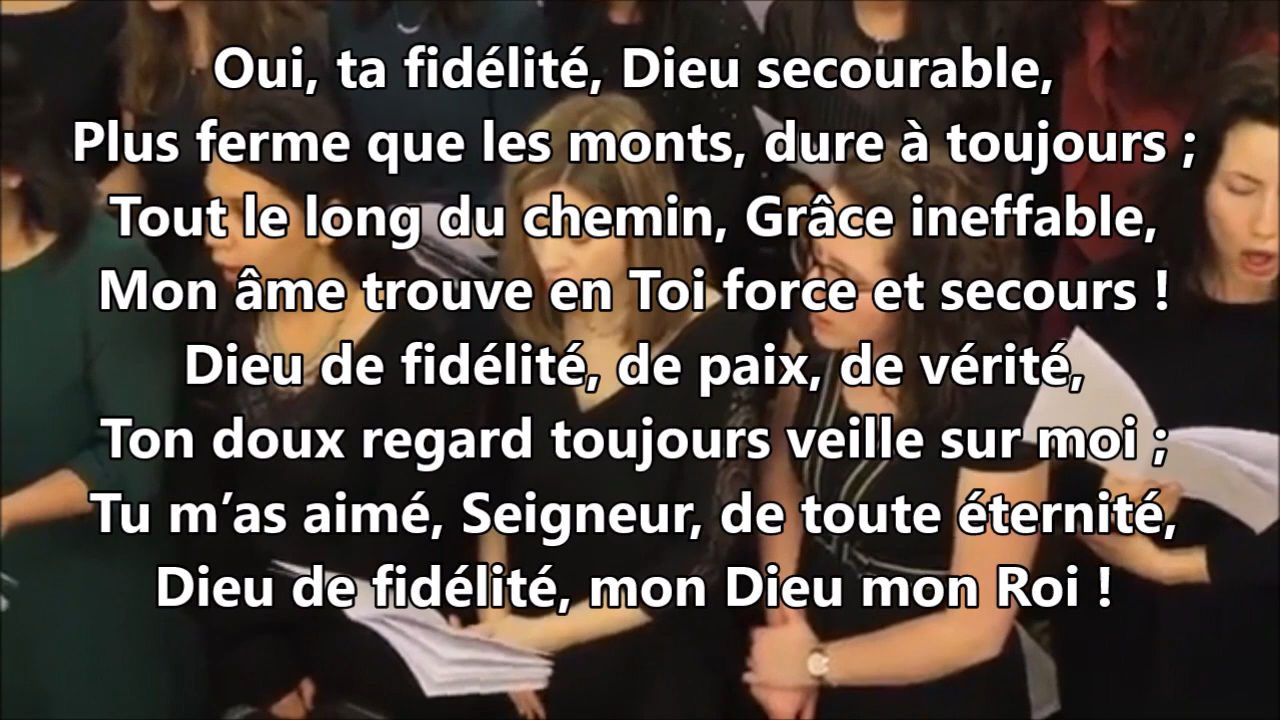 Oui, ta fidélité, Dieu secourable,
Plus ferme que les monts, dure à toujours ;
Tout le long du chemin, Grâce ineffable,
Mon âme trouve en Toi force et secours !
Dieu de fidélité, de paix, de vérité,
Ton doux regard toujours veille sur moi ;
Tu m’as aimé, Seigneur, de toute éternité,
Dieu de fidélité, mon Dieu mon Roi !